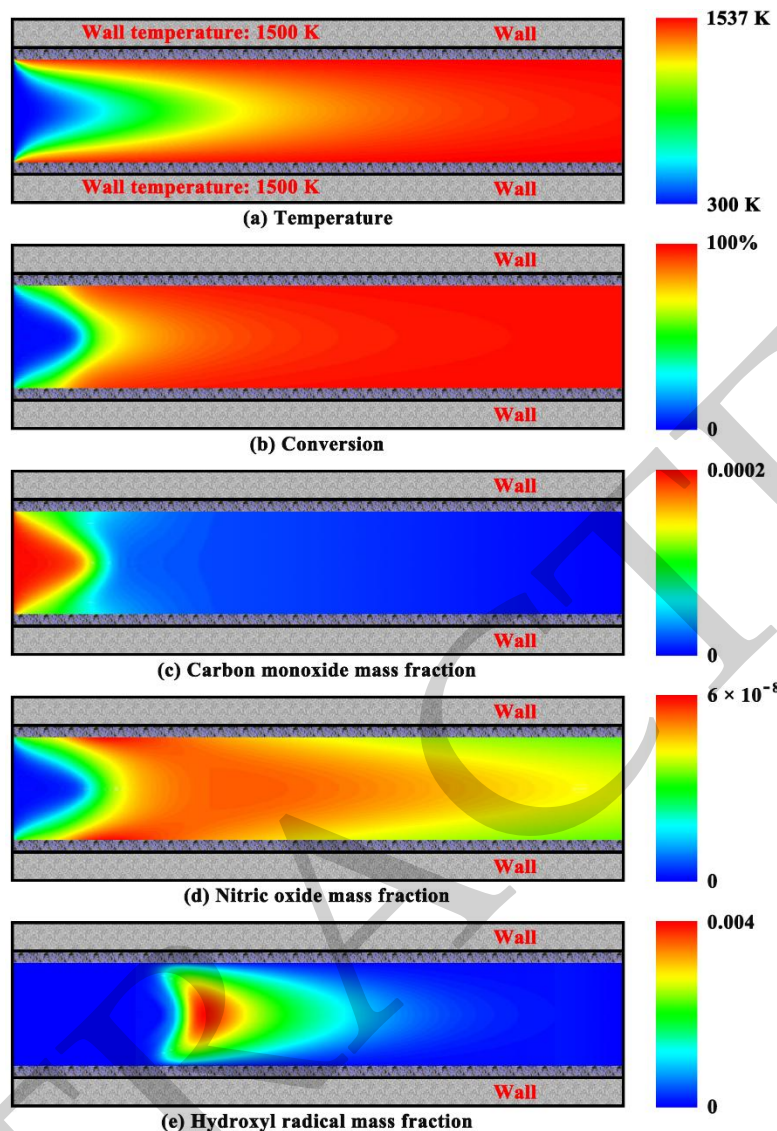 Wall temperature: 1500 K Wall 1537 K
Wall temperature: 1500 K Wall
(a) Temperature 300 K
Wall 100%
Wall
(b) Conversion 0
Wall 0.0002
Wall
(c) Carbon monoxide mass fraction 0
Wall 6 × 10⁻⁸
Wall
(d) Nitric oxide mass fraction 0
Wall 0.004
Wall
(e) Hydroxyl radical mass fraction 0